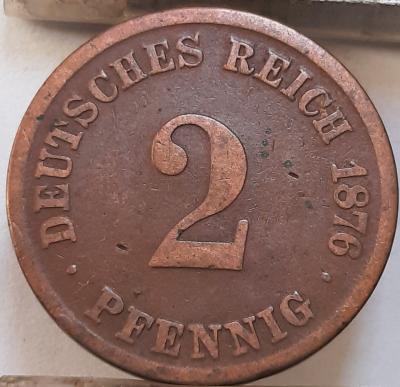 DEUTSCHES REICH 1876
2
· PFENNIG ·